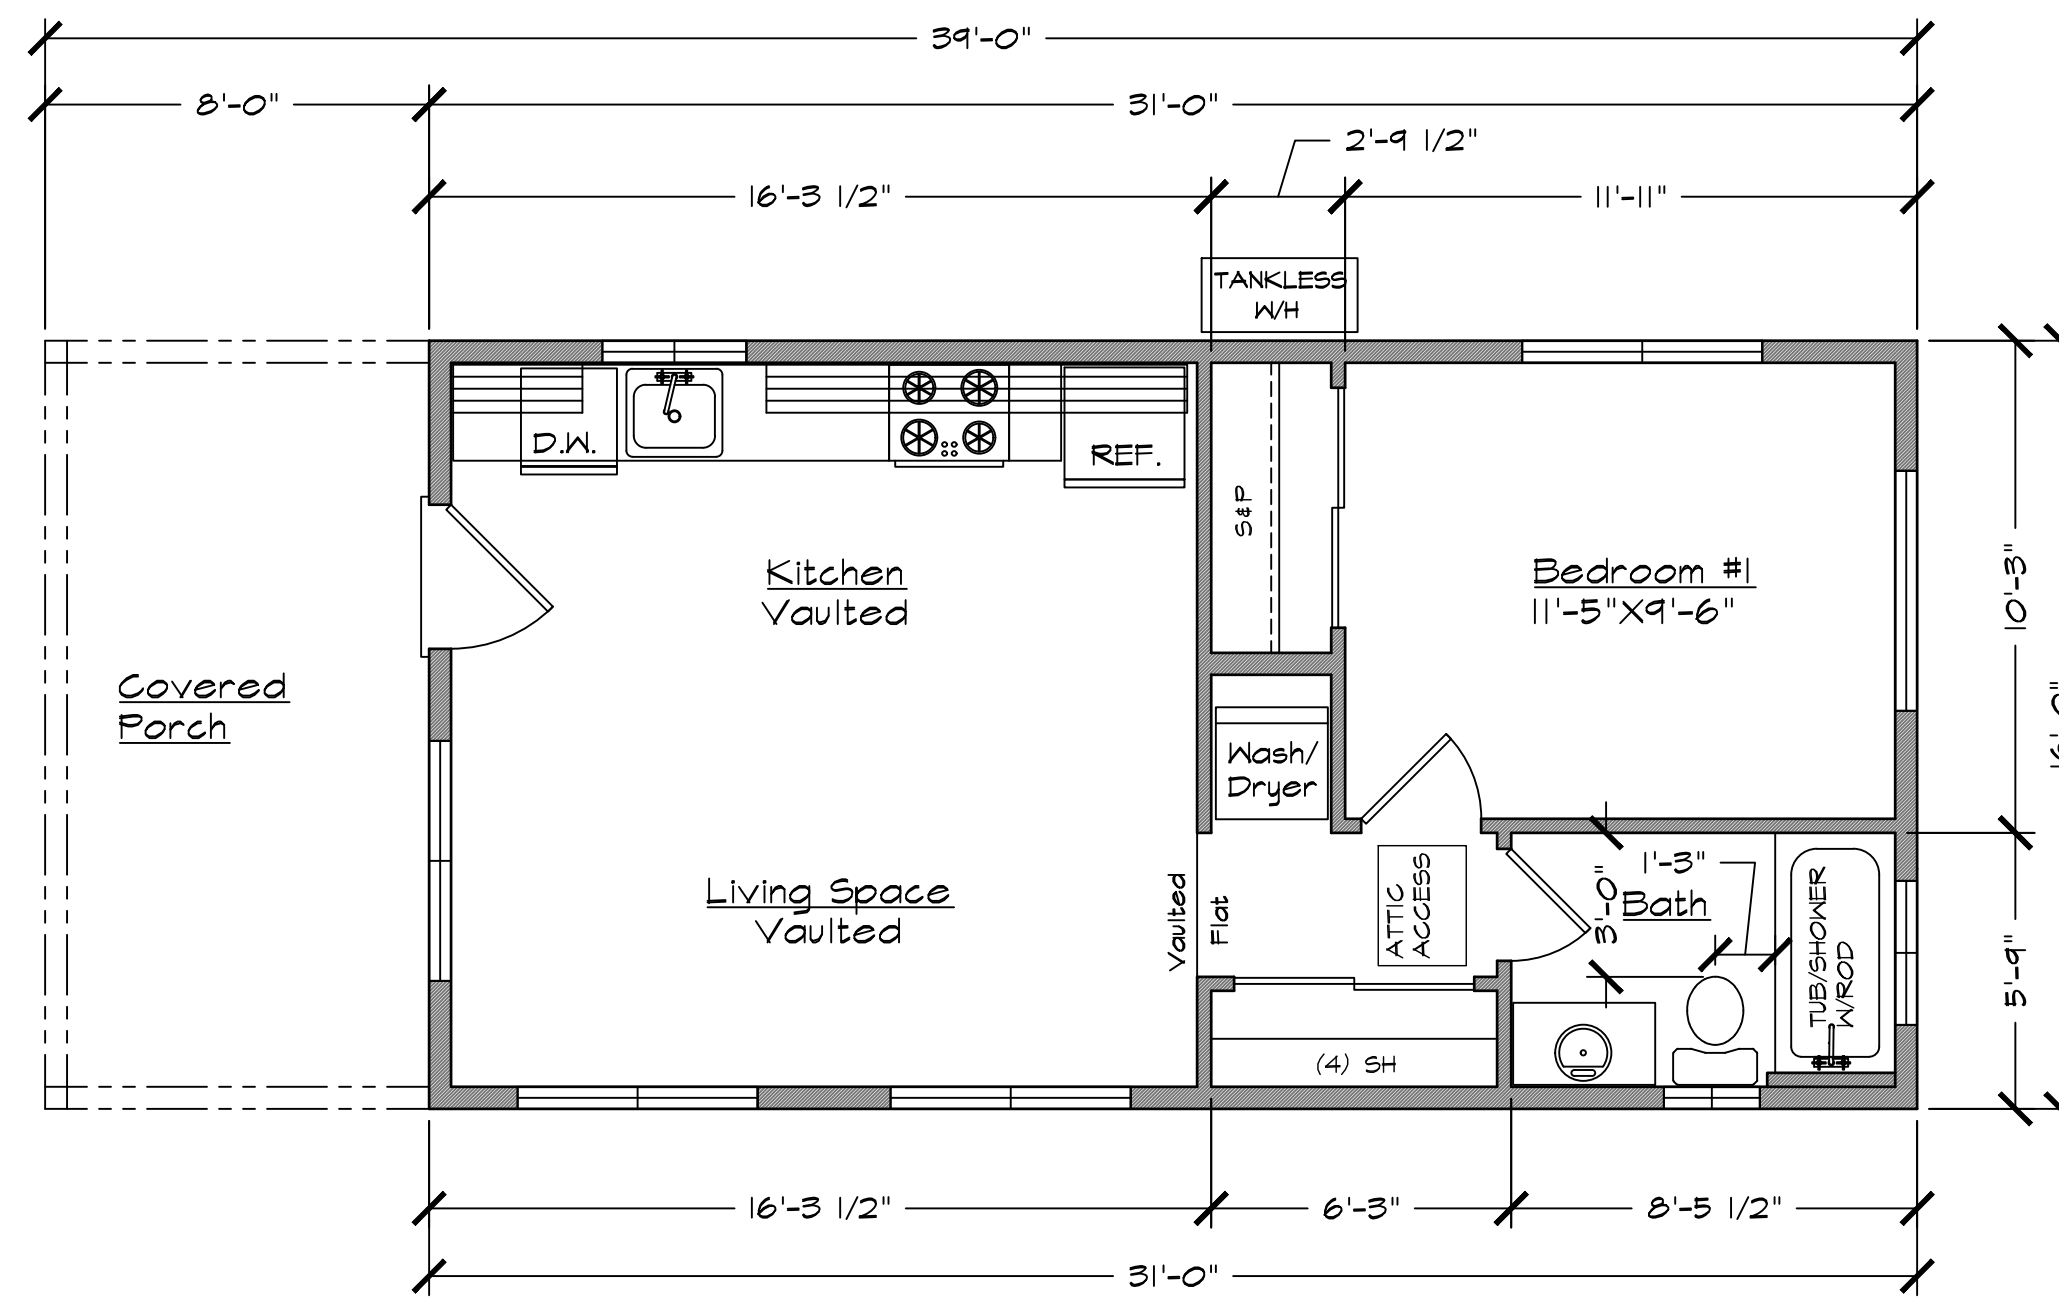 39'-0"
8'-0"
31'-0"
2'-9 1/2"
16'-3 1/2"
11'-11"
TANKLESS
W/H
D.W.
REF.
S&P
Kitchen
Vaulted
Bedroom #1
11'-5"X9'-6"
10'-3"
Covered
Porch
Wash/
Dryer
Living Space
Vaulted
Vaulted
Flat
ATTIC
ACCESS
3'-0"
1'-3"
Bath
TUB/SHOWER
W/ROD
5'-9"
(4) SH
16'-3 1/2"
6'-3"
8'-5 1/2"
31'-0"